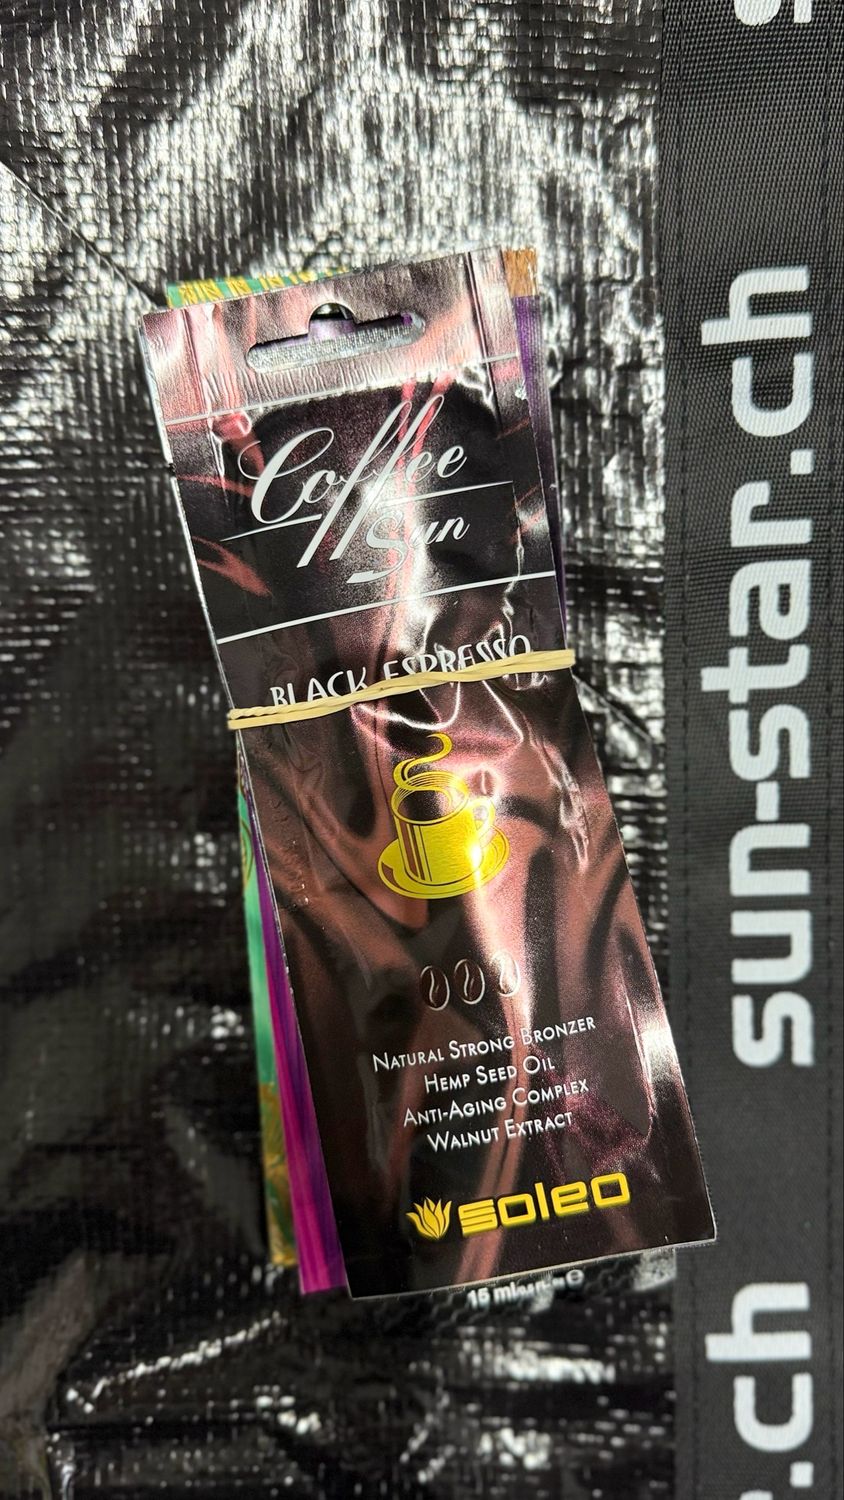 Coffee
Sun
BLACK ESPRESSO
NATURAL STRONG BRONZER
HEMP SEED OIL
ANTI-AGING COMPLEX
WALNUT EXTRACT
soleo
15 ml
sun-star.ch
.ch